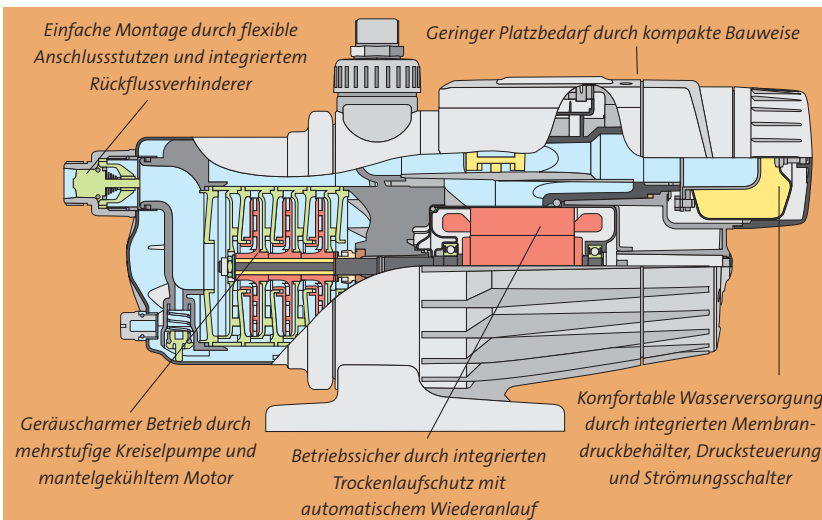 Einfache Montage durch flexible
Anschlussstutzen und integriertem
Rückflussverhinderer
Geringer Platzbedarf durch kompakte Bauweise
Geräuscharmer Betrieb durch
mehrstufige Kreiselpumpe und
mantelgekühltem Motor
Betriebssicher durch integrierten
Trockenlaufschutz mit
automatischem Wiederanlauf
Komfortable Wasserversorgung
durch integrierten Membran-
druckbehälter, Drucksteuerung
und Strömungsschalter